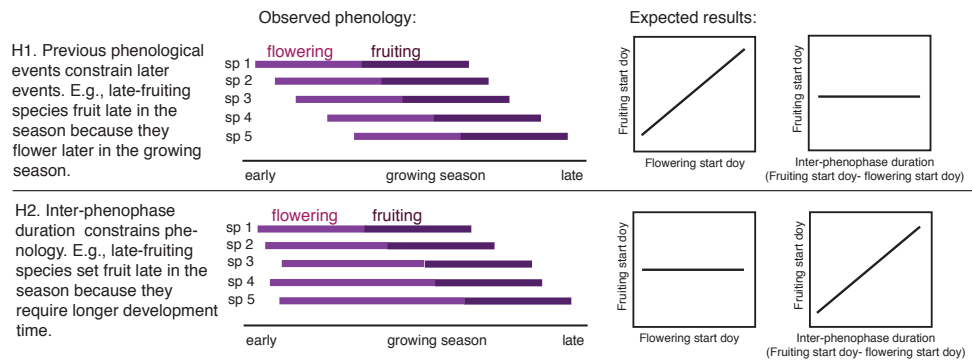 Observed phenology:
Expected results:
H1. Previous phenological
events constrain later
events. E.g., late-fruiting
species fruit late in the
season because they
flower later in the growing
season.
flowering
fruiting
sp 1
sp 2
sp 3
sp 4
sp 5
early
growing season
late
Fruiting start doy
Flowering start doy
Fruiting start doy
Inter-phenophase duration
(Fruiting start doy- flowering start doy)
H2. Inter-phenophase
duration constrains phe-
nology. E.g., late-fruiting
species set fruit late in the
season because they
require longer development
time.
flowering
fruiting
sp 1
sp 2
sp 3
sp 4
sp 5
early
growing season
late
Fruiting start doy
Flowering start doy
Fruiting start doy
Inter-phenophase duration
(Fruiting start doy- flowering start doy)